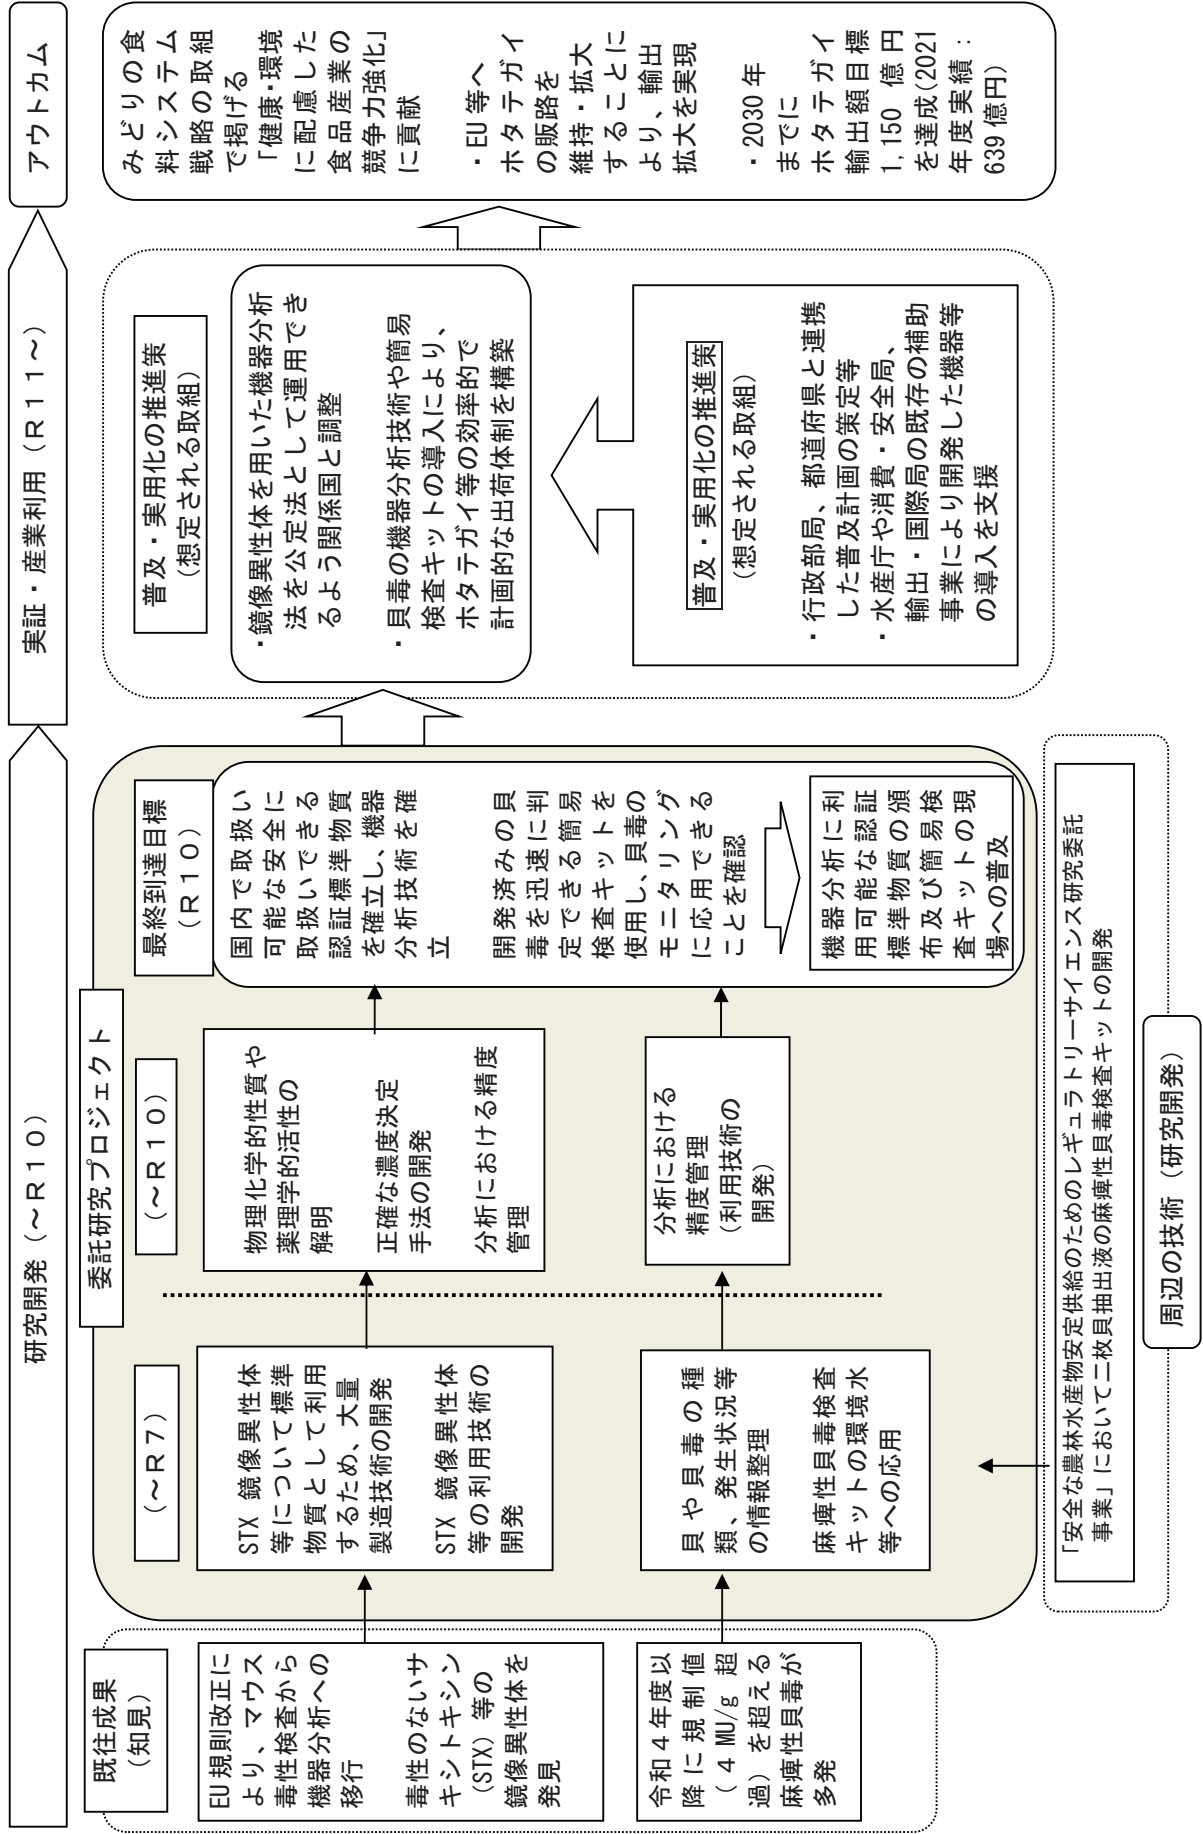 研究開発（～Ｒ１０）
実証・産業利用（Ｒ１１～）
アウトカム
既往成果
（知見）
EU規則改正に
より、マウス
毒性検査から
機器分析への
移行
毒性のないサ
キシトキシン
（STX）等の
鏡像異性体を
発見
令和４年度以
降に規制値
（４ MU/g 超
過）を超える
麻痺性貝毒が
多発
委託研究プロジェクト
（～Ｒ７）
STX 鏡像異性体
等について標準
物質として利用
するため、大量
製造技術の開発
STX 鏡像異性体
等の利用技術の
開発
貝や貝毒の種
類、発生状況等
の情報整理
麻痺性貝毒検査
キットの環境水
等への応用
（～Ｒ１０）
物理化学的性質や
薬理学的活性の
解明
正確な濃度決定
手法の開発
分析における精度
管理
分析における
精度管理
（利用技術の
開発）
最終到達目標
（Ｒ１０）
国内で取扱い
可能な安全に
取扱いできる
認証標準物質
を確立し、機器
分析技術を確
立
開発済みの貝
毒を迅速に判
定できる簡易
検査キットを
使用し、貝毒の
モニタリング
に応用できる
ことを確認
機器分析に利
用可能な認証
標準物質の頒
布及び簡易検
査キットの現
場への普及
「安全な農林水産物安定供給のためのレギュラトリーサイエンス研究委託
事業」において二枚貝抽出液の麻痺性貝毒検査キットの開発
周辺の技術（研究開発）
普及・実用化の推進策
（想定される取組）
・鏡像異性体を用いた機器分析
法を公定法として運用でき
るよう関係国と調整
・貝毒の機器分析技術や簡易
検査キットの導入により、
ホタテガイ等の効率的で
計画的な出荷体制を構築
普及・実用化の推進策
（想定される取組）
・行政部局、都道府県と連携
した普及計画の策定等
・水産庁や消費・安全局、
輸出・国際局の既存の補助
事業により開発した機器等
の導入を支援
みどりの食
料システム
戦略の取組
で掲げる
「健康・環境
に配慮した
食品産業の
競争力強化」
に貢献
・EU 等へ
ホタテガイ
の販路を
維持・拡大
することに
より、輸出
拡大を実現
・2030 年
までに
ホタテガイ
輸出額目標
1,150 億円
を達成(2021
年度実績：
639億円)